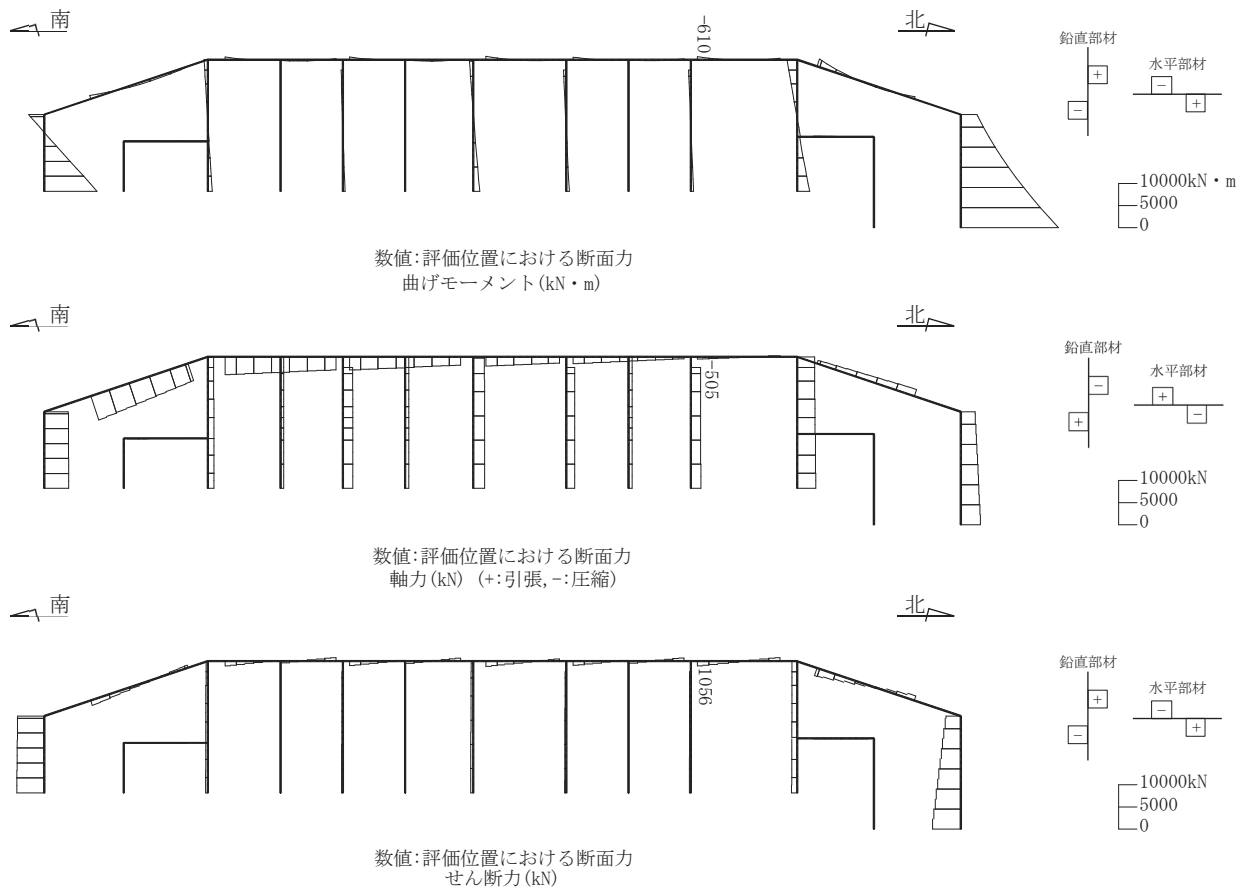 南
北
-610
鉛直部材
水平部材
+
-
-
+
10000kN・m
5000
0
数値:評価位置における断面力
曲げモーメント(kN・m)
南
北
-505
鉛直部材
水平部材
-
+
+
-
10000kN
5000
0
数値:評価位置における断面力
軸力(kN) (+:引張,-:圧縮)
南
北
1056
鉛直部材
水平部材
+
-
-
+
10000kN
5000
0
数値:評価位置における断面力
せん断力(kN)